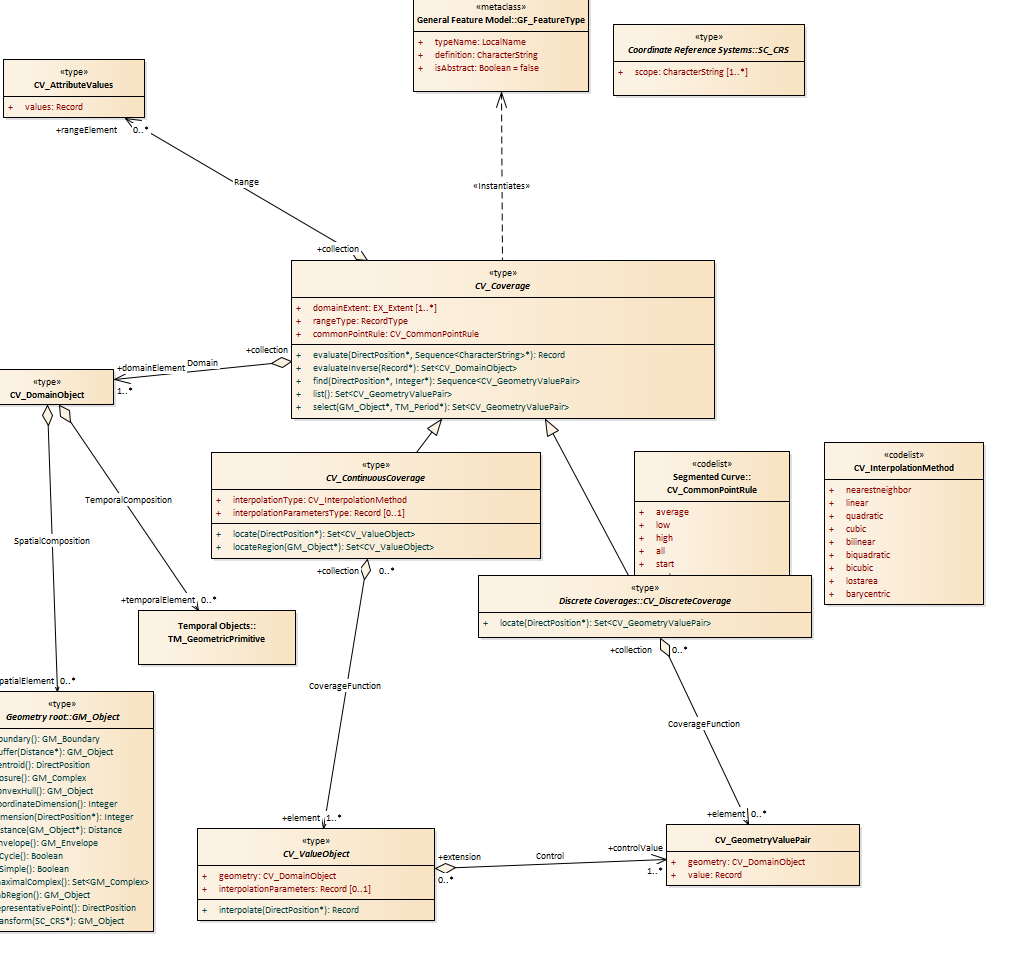 «metaclass»
General Feature Model::GF_FeatureType
+ typeName: LocalName
+ definition: CharacterString
+ isAbstract: Boolean = false
«type»
Coordinate Reference Systems::SC_CRS
+ scope: CharacterString [1..*]
«type»
CV_AttributeValues
+ values: Record
+rangeElement 0..*
Range
«Instantiates»
+collection
«type»
CV_Coverage
+ domainExtent: EX_Extent [1..*]
+ rangeType: RecordType
+ commonPointRule: CV_CommonPointRule
+ evaluate(DirectPosition*, Sequence<CharacterString>*): Record
+ evaluateInverse(Record*): Set<CV_DomainObject>
+ find(DirectPosition*, Integer*): Sequence<CV_GeometryValuePair>
+ list(): Set<CV_GeometryValuePair>
+ select(GM_Object*, TM_Period*): Set<CV_GeometryValuePair>
+collection
Domain
+domainElement
1..*
«type»
CV_DomainObject
TemporalComposition
SpatialComposition
+temporalElement 0..*
Temporal Objects::
TM_GeometricPrimitive
«type»
CV_ContinuousCoverage
+ interpolationType: CV_InterpolationMethod
+ interpolationParametersType: Record [0..1]
+ locate(DirectPosition*): Set<CV_ValueObject>
+ locateRegion(GM_Object*): Set<CV_ValueObject>
+collection 0..*
«codelist»
Segmented Curve::
CV_CommonPointRule
+ average
+ low
+ high
+ all
+ start
«codelist»
CV_InterpolationMethod
+ nearestneighbor
+ linear
+ quadratic
+ cubic
+ bilinear
+ biquadratic
+ bicubic
+ lostarea
+ barycentric
«type»
Discrete Coverages::CV_DiscreteCoverage
+ locate(DirectPosition*): Set<CV_GeometryValuePair>
+collection 0..*
CoverageFunction
CoverageFunction
patialElement 0..*
«type»
Geometry root::GM_Object
oundary(): GM_Boundary
uffer(Distance*): GM_Object
entroid(): DirectPosition
osure(): GM_Complex
onvexHull(): GM_Object
oordinateDimension(): Integer
imension(DirectPosition*): Integer
stance(GM_Object*): Distance
nvelope(): GM_Envelope
Cycle(): Boolean
Simple(): Boolean
aximalComplex(): Set<GM_Complex>
bRegion(): GM_Object
epresentativePoint(): DirectPosition
ansform(SC_CRS*): GM_Object
+element 1..*
«type»
CV_ValueObject
+ geometry: CV_DomainObject
+ interpolationParameters: Record [0..1]
+ interpolate(DirectPosition*): Record
+extension
0..*
Control
+controlValue
1..*
+element 0..*
CV_GeometryValuePair
+ geometry: CV_DomainObject
+ value: Record